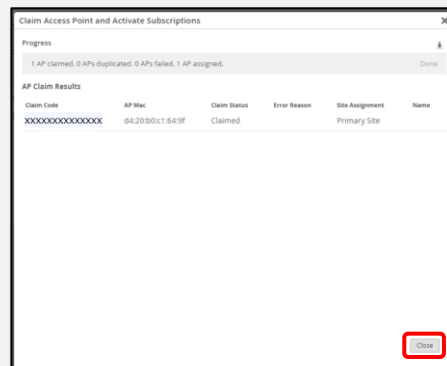 Claim Access Point and Activate Subscriptions X
Progress
1 AP claimed. 0 APs duplicated. 0 APs failed. 1 AP assigned. Done
AP Claim Results
Claim Code AP Mac Claim Status Error Reason Site Assignment Name
XXXXXXXXXXXXXX d4:20:b0:c1:64:9f Claimed Primary Site
Close